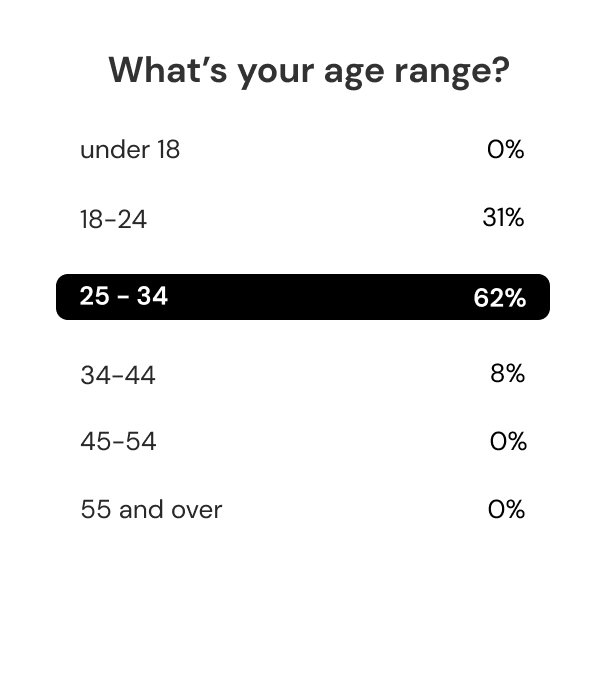 What’s your age range?
under 18 0%
18-24 31%
25 - 34 62%
34-44 8%
45-54 0%
55 and over 0%